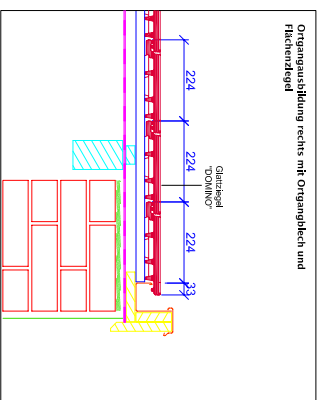 Ortgangausbildung rechts mit Ortgangblech und
Flächenziegel
224
224
224
33
Glattziegel
"DOMINO"